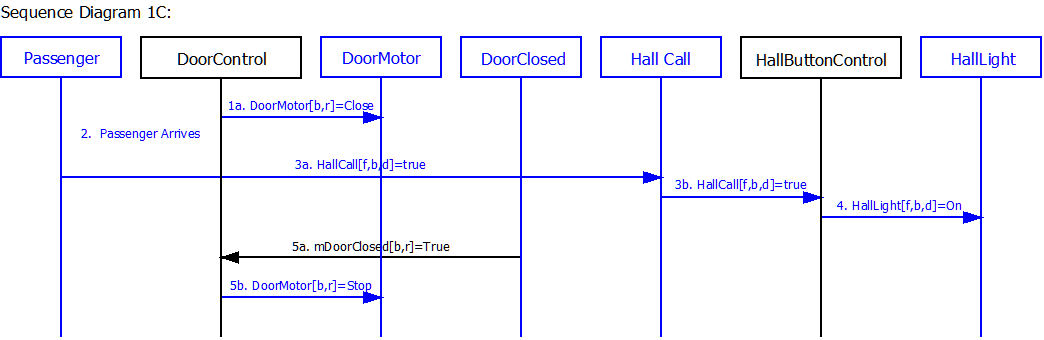 Sequence Diagram 1C:
Passenger
DoorControl
DoorMotor
DoorClosed
Hall Call
HallButtonControl
HallLight
1a. DoorMotor[b,r]=Close
2. Passenger Arrives
3a. HallCall[f,b,d]=true
3b. HallCall[f,b,d]=true
4. HallLight[f,b,d]=On
5a. mDoorClosed[b,r]=True
5b. DoorMotor[b,r]=Stop